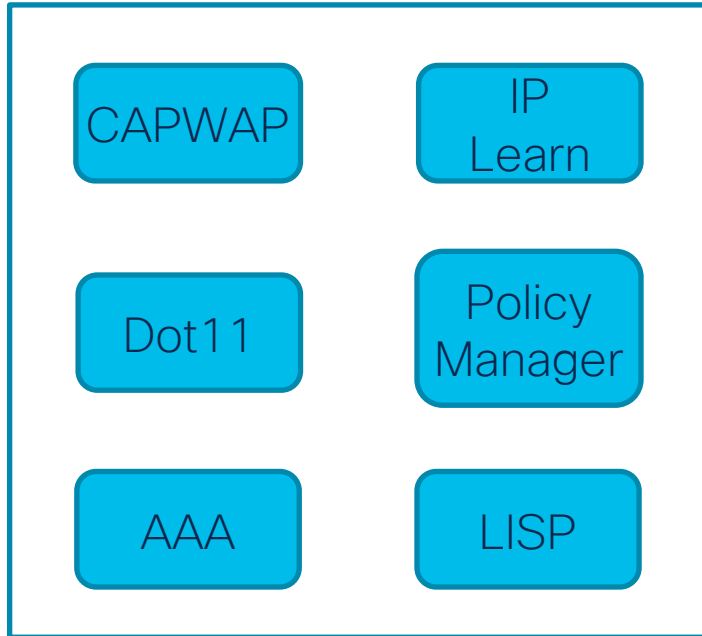 CAPWAP
IP
Learn
Dot11
Policy
Manager
AAA
LISP